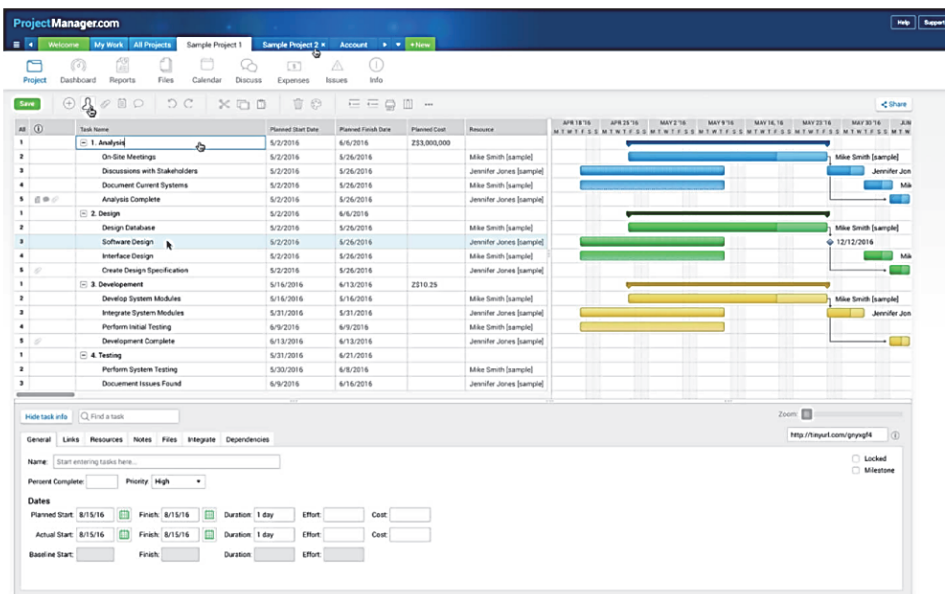 ProjectManager.com
Help Support
Welcome My Work All Projects Sample Project 1 Sample Project 2 × Account +New
Project Dashboard Reports Files Calendar Discuss Expenses Issues Info
Save Share
APR 18 '16 APR 25 '16 MAY 2 '16 MAY 9 '16 MAY 16, 16 MAY 23 '16 MAY 30 '16 JUN
All Task Name Planned Start Date Planned Finish Date Planned Cost Resource M T W T F S S M T W T F S S M T W T F S S M T W T F S S M T W T F S S M T W T F S S M T W T F S S M T W
1 1. Analysis 5/2/2016 6/6/2016 Z$3,000,000
2 On-Site Meetings 5/2/2016 5/26/2016 Mike Smith [sample] Mike Smith [sample]
3 Discussions with Stakeholders 5/2/2016 5/26/2016 Jennifer Jones [sample] Jennifer Jon
4 Document Current Systems 5/2/2016 5/26/2016 Mike Smith [sample] Mik
5 Analysis Complete 5/2/2016 5/26/2016 Jennifer Jones [sample]
1 2. Design 5/2/2016 6/6/2016
2 Design Database 5/2/2016 5/26/2016 Mike Smith [sample] Mike Smith [sample]
3 Software Design 5/2/2016 5/26/2016 Jennifer Jones [sample] 12/12/2016
4 Interface Design 5/2/2016 5/26/2016 Mike Smith [sample] Mik
5 Create Design Specification 5/2/2016 5/26/2016 Jennifer Jones [sample]
1 3. Developement 5/16/2016 6/13/2016 Z$10.25
2 Develop System Modules 5/16/2016 5/16/2016 Mike Smith [sample] Mike Smith [sample]
3 Integrate System Modules 5/31/2016 5/31/2016 Jennifer Jones [sample] Jennifer Jon
4 Perform Initial Testing 6/9/2016 6/9/2016 Mike Smith [sample]
5 Development Complete 6/13/2016 6/13/2016 Jennifer Jones [sample]
1 4. Testing 5/31/2016 6/21/2016
2 Perform System Testing 5/30/2016 6/8/2016 Mike Smith [sample]
3 Document Issues Found 6/9/2016 6/16/2016 Jennifer Jones [sample]
Hide task info Find a task Zoom:
General Links Resources Notes Files Integrate Dependencies http://tinyurl.com/gnyxgf4
Name: Start entering tasks here... Locked
Milestone
Percent Complete: Priority: High
Dates
Planned Start: 8/15/16 Finish: 8/15/16 Duration: 1 day Effort: Cost:
Actual Start: 8/15/16 Finish: 8/15/16 Duration: 1 day Effort: Cost:
Baseline Start: Finish: Duration: Effort: